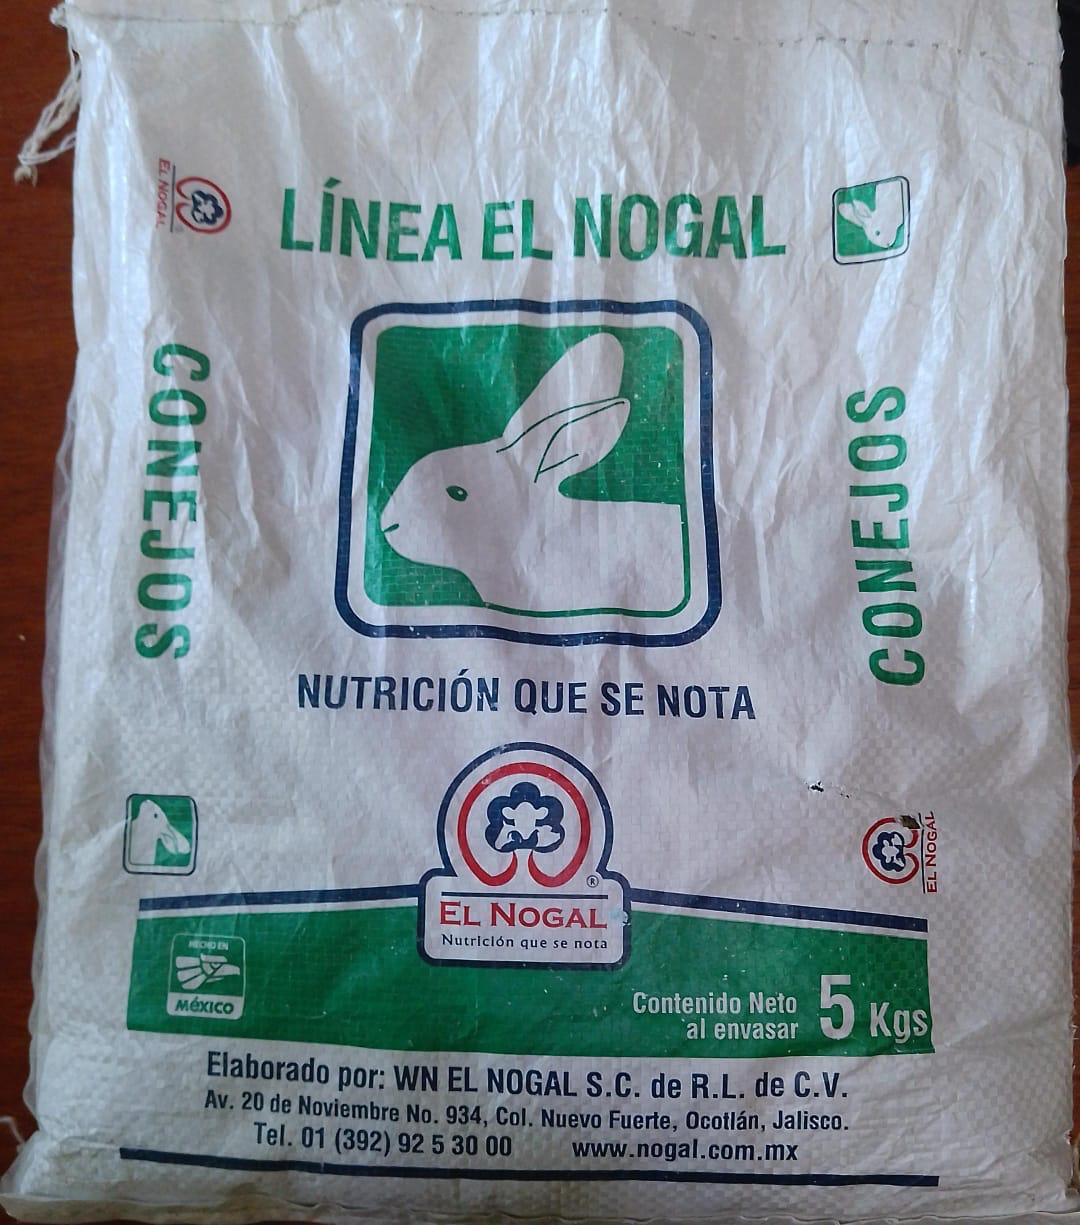 EL NOGAL
LÍNEA EL NOGAL
CONEJOS
CONEJOS
NUTRICIÓN QUE SE NOTA
EL NOGAL
®
EL NOGAL
Nutrición que se nota
HECHO EN
MÉXICO
Contenido Neto
al envasar 5 Kgs
Elaborado por: WN EL NOGAL S.C. de R.L. de C.V.
Av. 20 de Noviembre No. 934, Col. Nuevo Fuerte, Ocotlán, Jalisco.
Tel. 01 (392) 92 5 30 00 www.nogal.com.mx